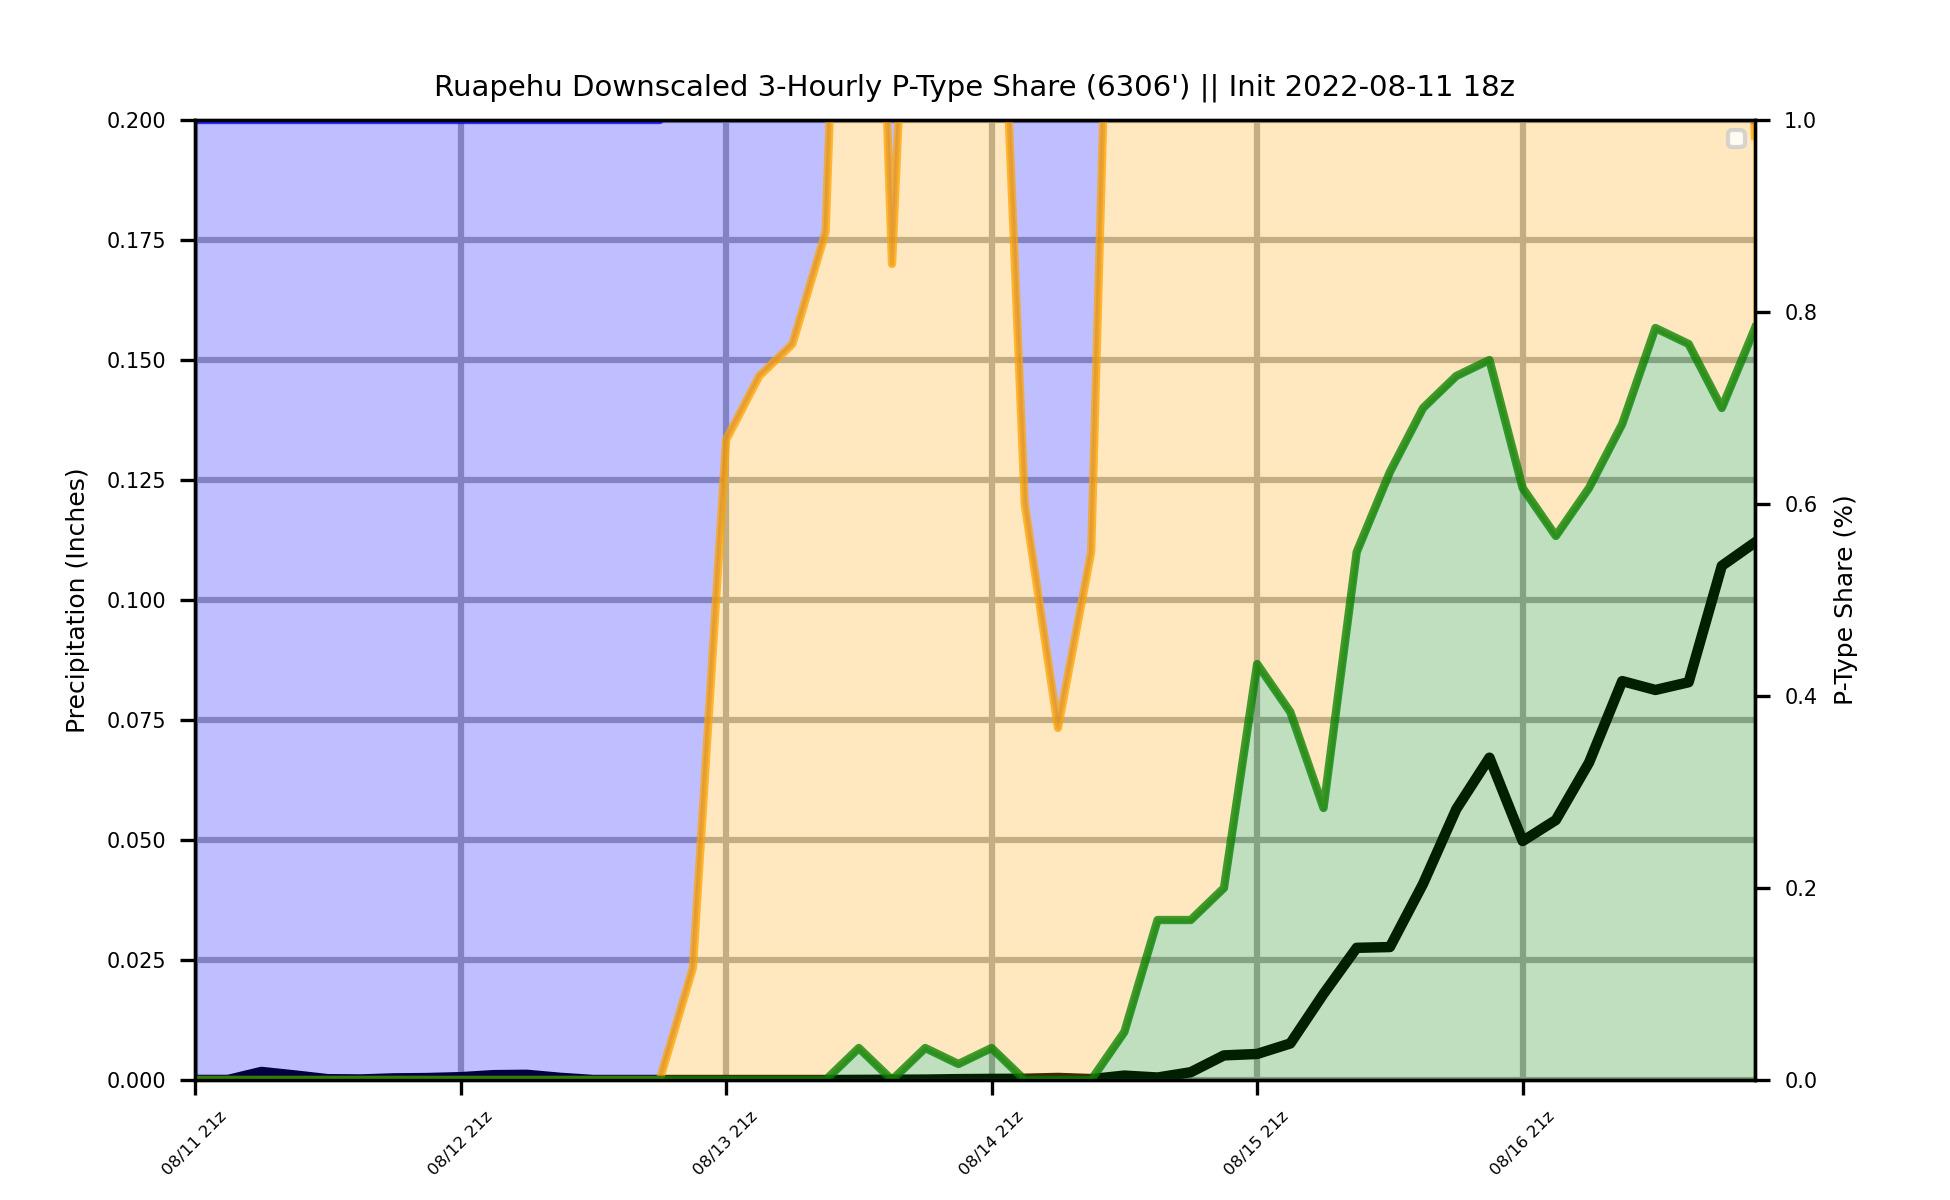 Ruapehu Downscaled 3-Hourly P-Type Share (6306') || Init 2022-08-11 18z
0.200
0.175
0.150
0.125
0.100
0.075
0.050
0.025
0.000
Precipitation (Inches)
1.0
0.8
0.6
0.4
0.2
0.0
P-Type Share (%)
08/11 21z
08/12 21z
08/13 21z
08/14 21z
08/15 21z
08/16 21z